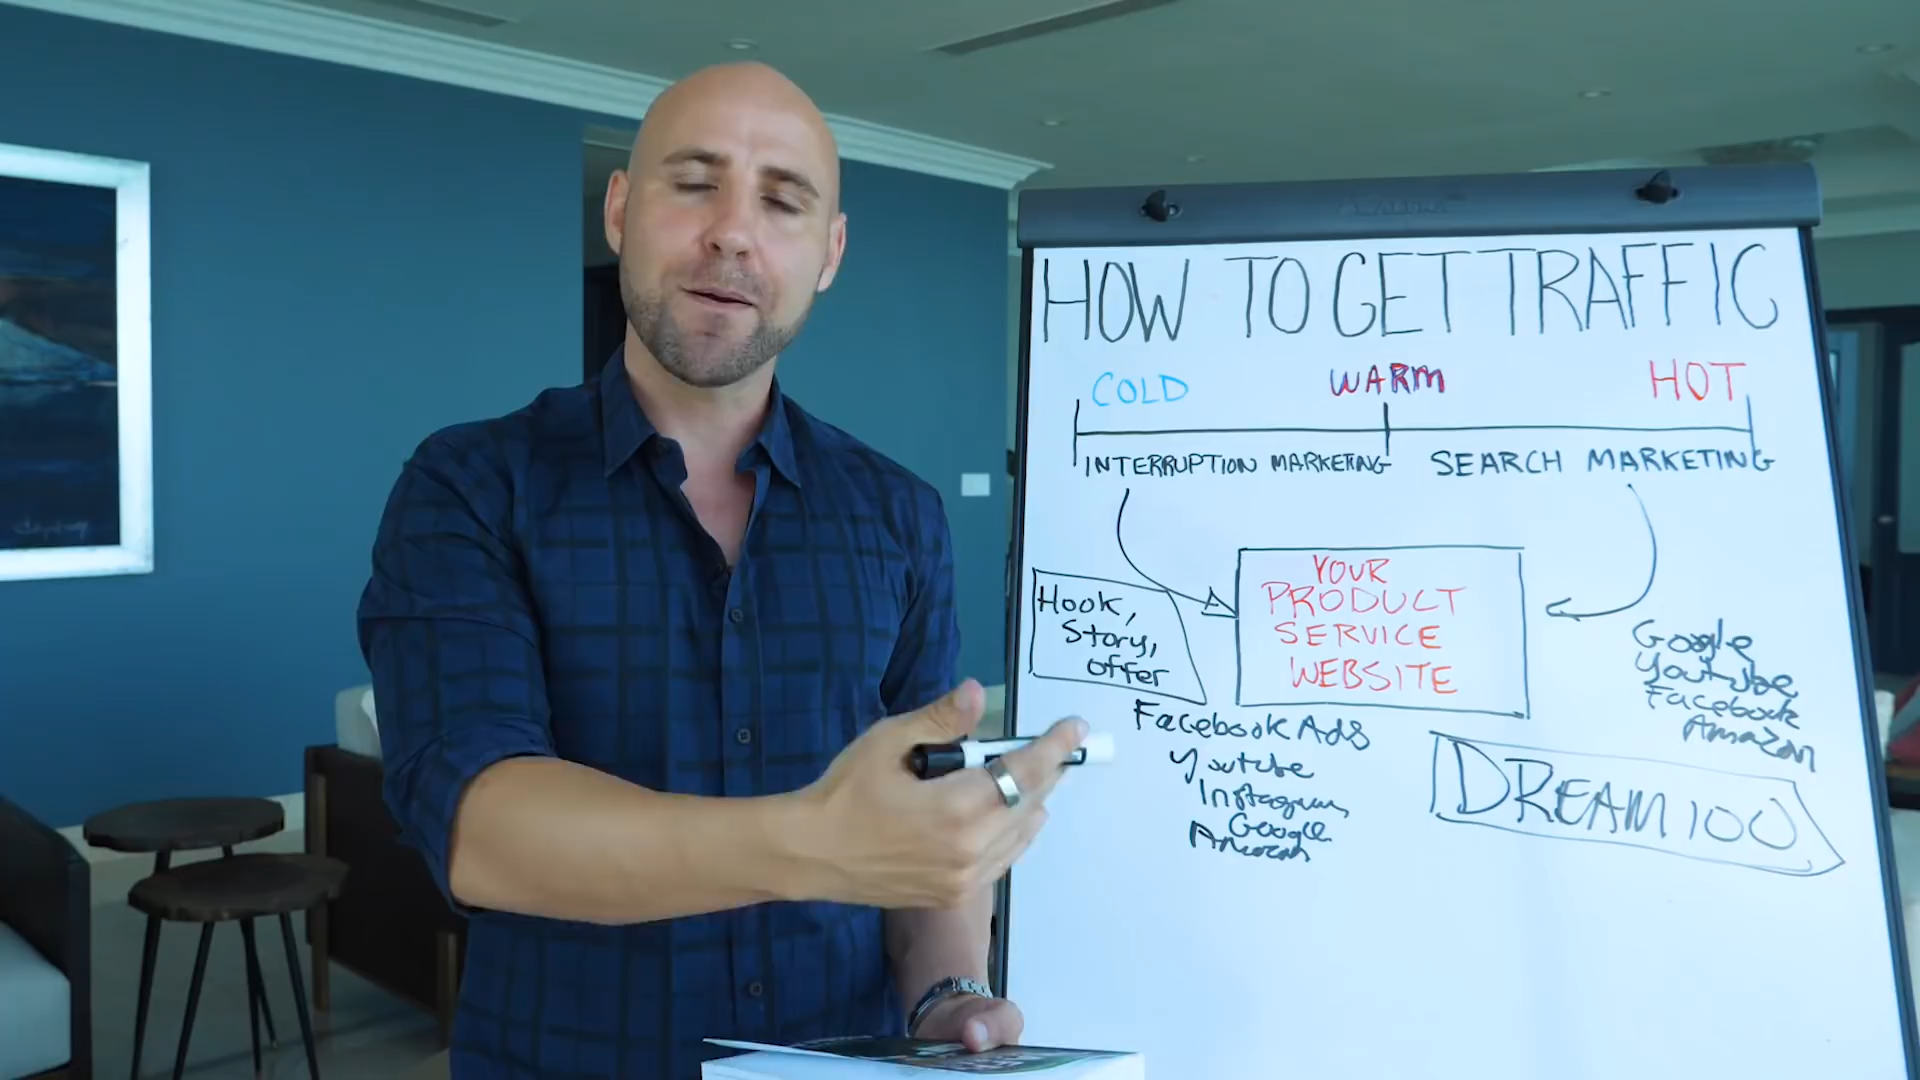 HOW TO GET TRAFFIC
COLD WARM HOT
INTERRUPTION MARKETING SEARCH MARKETING
YOUR
PRODUCT
SERVICE
WEBSITE
Hook,
Story,
offer
Facebook Ads
Youtube
Instagram
Google
Amazon
Google
Youtube
Facebook
Amazon
DREAM 100